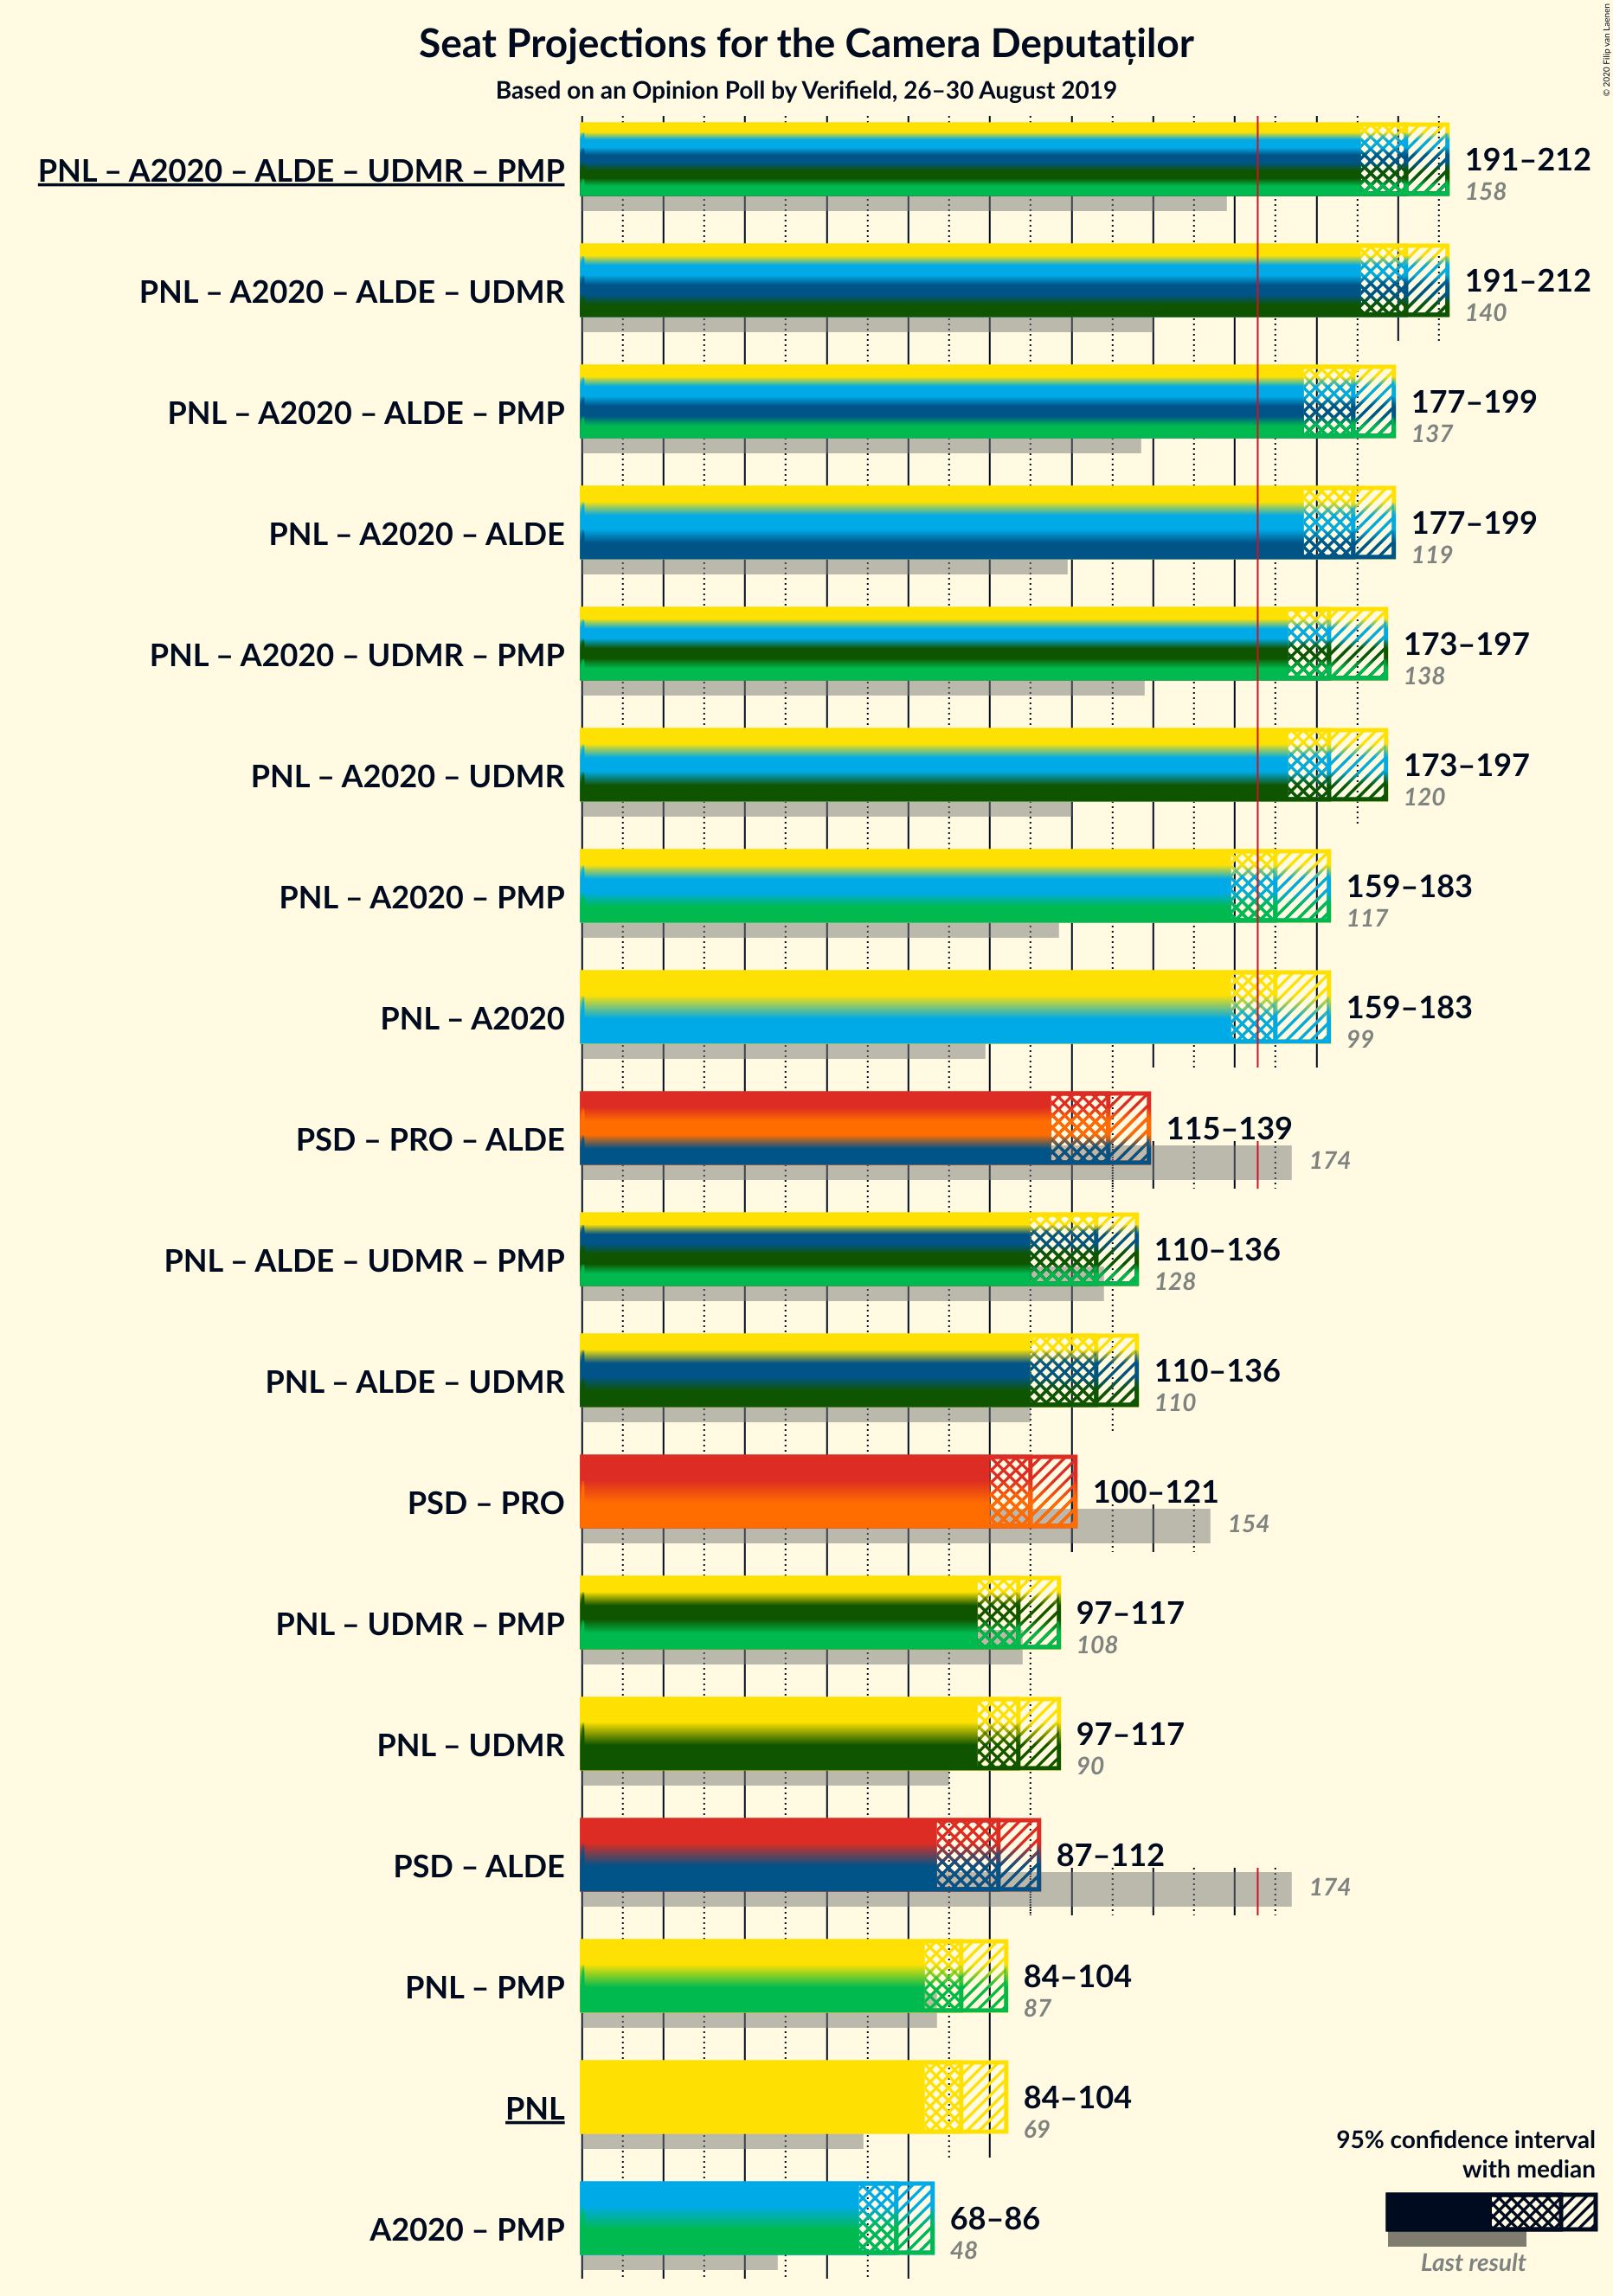 Seat Projections for the Camera Deputaților
Based on an Opinion Poll by Verifield, 26–30 August 2019
© 2020 Filip van Laenen
PNL – A2020 – ALDE – UDMR – PMP
191–212
158
PNL – A2020 – ALDE – UDMR
191–212
140
PNL – A2020 – ALDE – PMP
177–199
137
PNL – A2020 – ALDE
177–199
119
PNL – A2020 – UDMR – PMP
173–197
138
PNL – A2020 – UDMR
173–197
120
PNL – A2020 – PMP
159–183
117
PNL – A2020
159–183
99
PSD – PRO – ALDE
115–139
174
PNL – ALDE – UDMR – PMP
110–136
128
PNL – ALDE – UDMR
110–136
110
PSD – PRO
100–121
154
PNL – UDMR – PMP
97–117
108
PNL – UDMR
97–117
90
PSD – ALDE
87–112
174
PNL – PMP
84–104
87
PNL
84–104
69
A2020 – PMP
68–86
48
95% confidence interval
with median
Last result